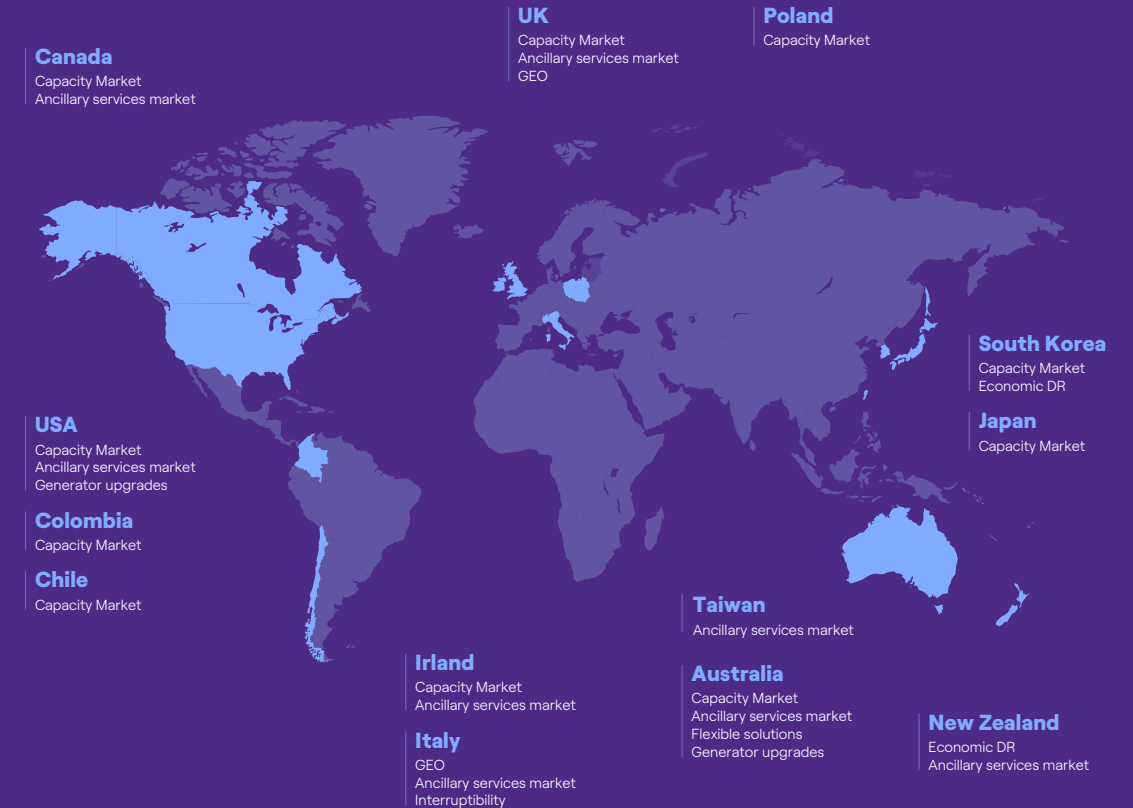 UK
Capacity Market
Ancillary services market
GEO
Poland
Capacity Market
Canada
Capacity Market
Ancillary services market
South Korea
Capacity Market
Economic DR
Japan
Capacity Market
USA
Capacity Market
Ancillary services market
Generator upgrades
Colombia
Capacity Market
Chile
Capacity Market
Taiwan
Ancillary services market
Irland
Capacity Market
Ancillary services market
Australia
Capacity Market
Ancillary services market
Flexible solutions
Generator upgrades
New Zealand
Economic DR
Ancillary services market
Italy
GEO
Ancillary services market
Interruptibility